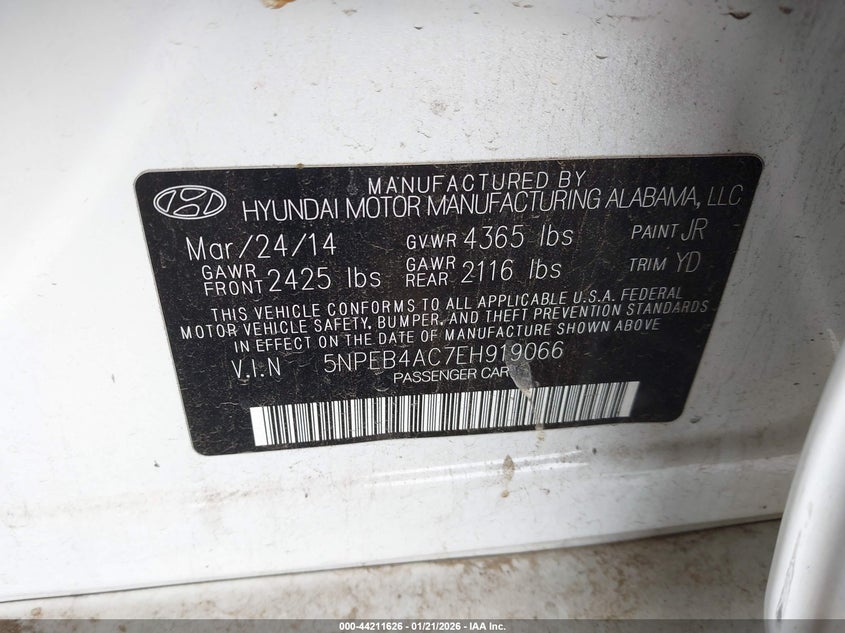 MANUFACTURED BY
HYUNDAI MOTOR MANUFACTURING ALABAMA, LLC
Mar/24/14 GVWR 4365 lbs PAINT JR
GAWR FRONT 2425 lbs GAWR REAR 2116 lbs TRIM YD
THIS VEHICLE CONFORMS TO ALL APPLICABLE U.S.A. FEDERAL
MOTOR VEHICLE SAFETY, BUMPER, AND THEFT PREVENTION STANDARDS
IN EFFECT ON THE DATE OF MANUFACTURE SHOWN ABOVE
V.I.N 5NPEB4AC7EH919066
PASSENGER CAR
000-44211626 - 01/21/2026 - IAA Inc.